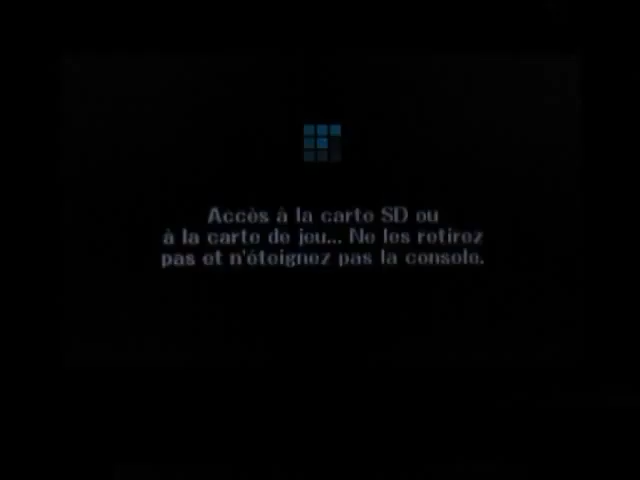 Accès à la carte SD ou
à la carte de jeu... Ne les retirez
pas et n'éteignez pas la console.